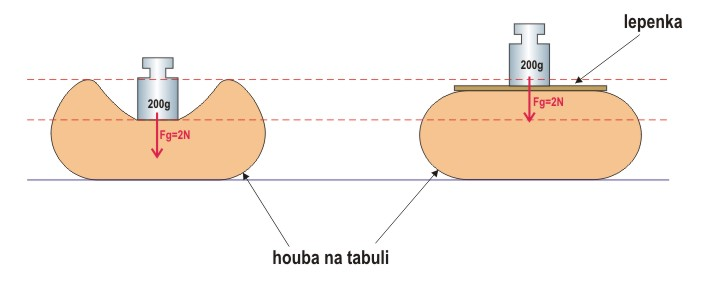 lepenka
200g
200g
Fg=2N
Fg=2N
houba na tabuli